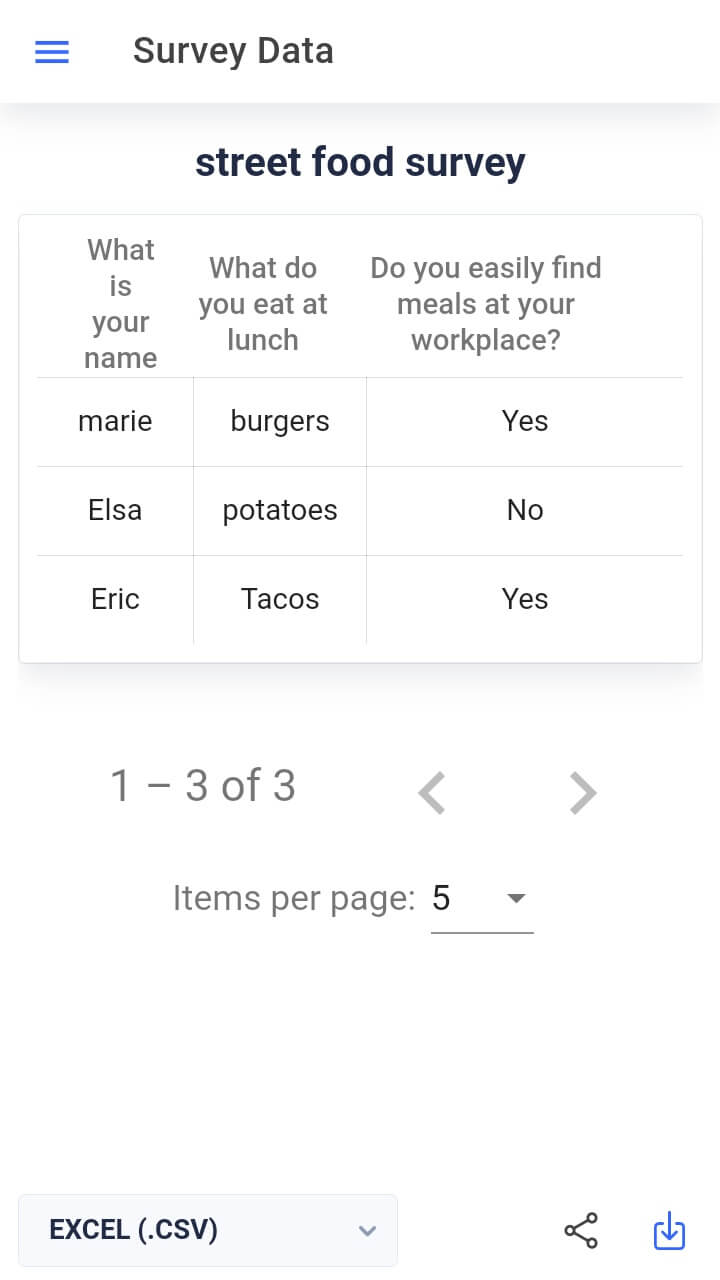 Survey Data
street food survey
What
is
your
name
What do
you eat at
lunch
Do you easily find
meals at your
workplace?
marie burgers Yes
Elsa potatoes No
Eric Tacos Yes
1 – 3 of 3
Items per page: 5
EXCEL (.CSV)